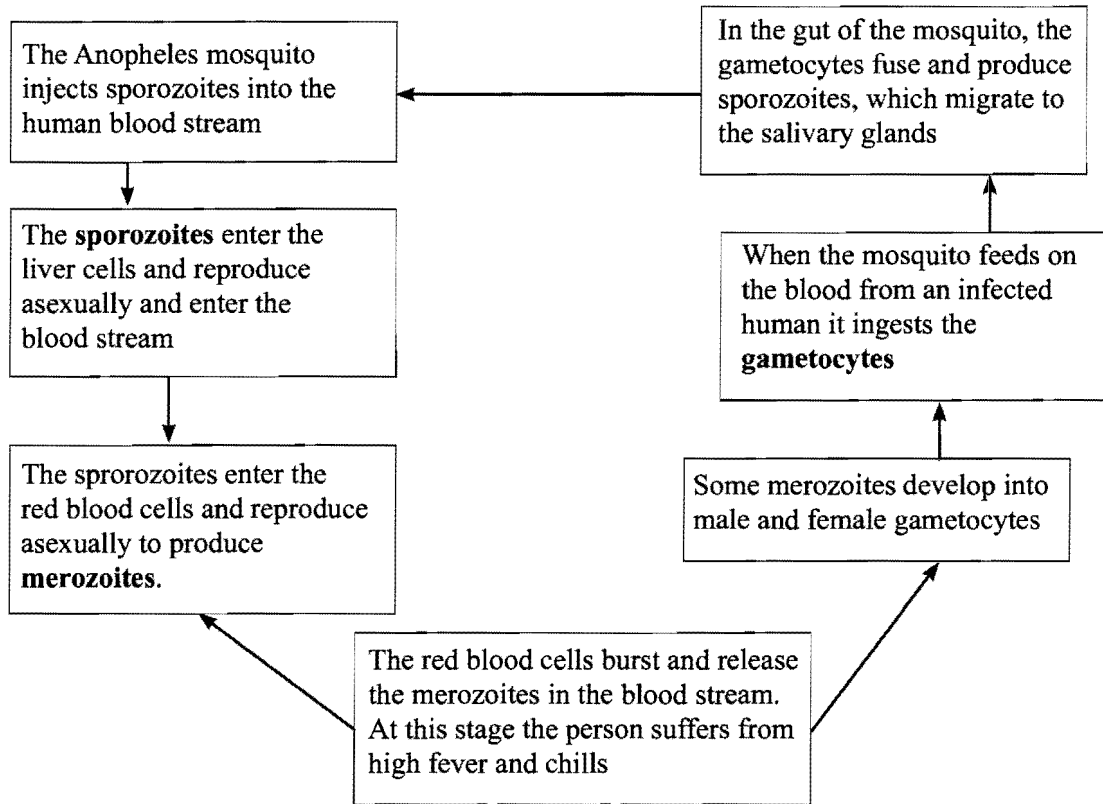 The Anopheles mosquito
injects sporozoites into the
human blood stream
The sporozoites enter the
liver cells and reproduce
asexually and enter the
blood stream
The sprorozoites enter the
red blood cells and reproduce
asexually to produce
merozoites.
The red blood cells burst and release
the merozoites in the blood stream.
At this stage the person suffers from
high fever and chills
Some merozoites develop into
male and female gametocytes
When the mosquito feeds on
the blood from an infected
human it ingests the
gametocytes
In the gut of the mosquito, the
gametocytes fuse and produce
sporozoites, which migrate to
the salivary glands